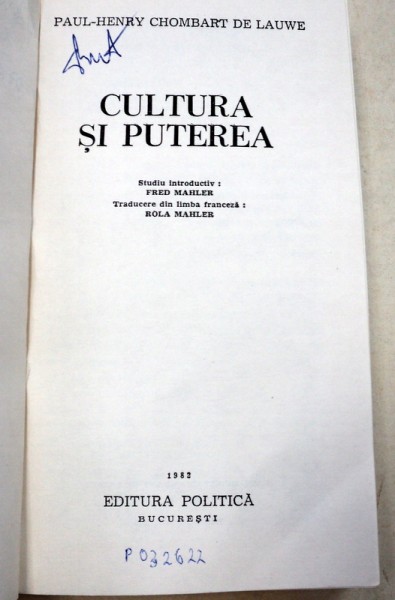 PAUL-HENRY CHOMBART DE LAUWE
CULTURA
ȘI PUTEREA
Studiu introductiv :
FRED MAHLER
Traducere din limba franceză :
ROLA MAHLER
1982
EDITURA POLITICĂ
BUCUREȘTI
P 032622